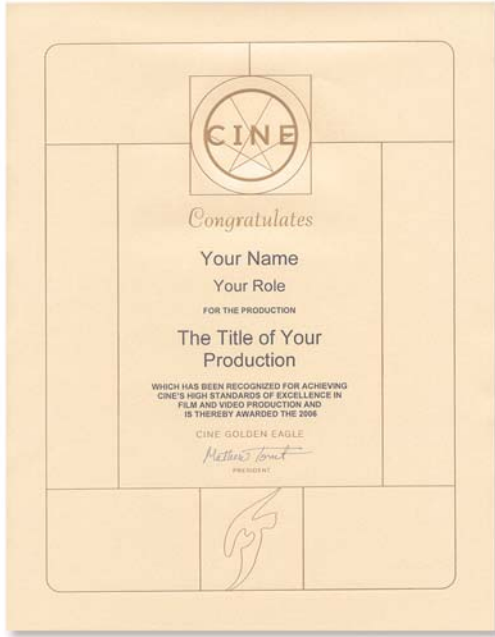 CINE
Congratulates
Your Name
Your Role
FOR THE PRODUCTION
The Title of Your
Production
WHICH HAS BEEN RECOGNIZED FOR ACHIEVING
CINE'S HIGH STANDARDS OF EXCELLENCE IN
FILM AND VIDEO PRODUCTION AND
IS THEREBY AWARDED THE 2006
CINE GOLDEN EAGLE
PRESIDENT